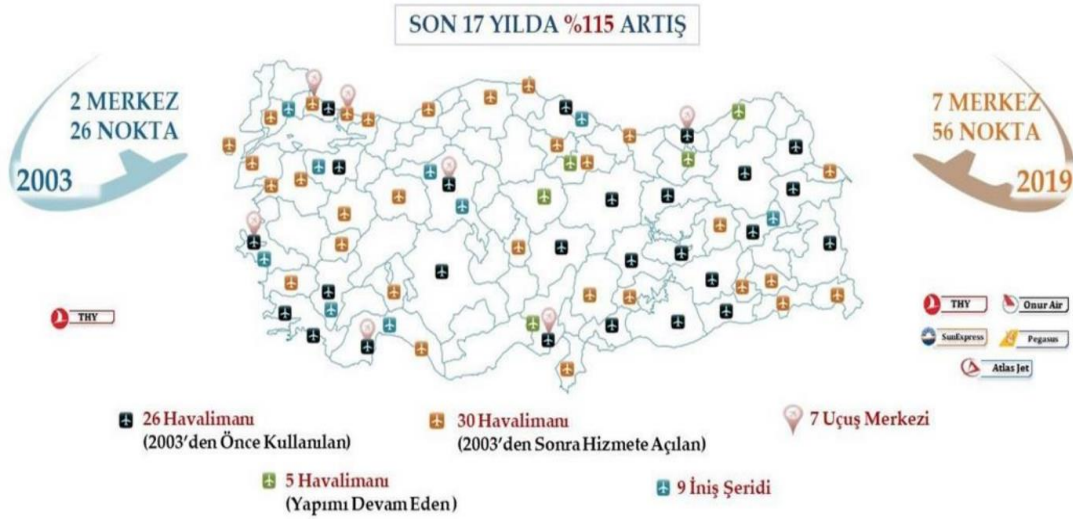 SON 17 YILDA %115 ARTIŞ
2 MERKEZ
26 NOKTA
2003
7 MERKEZ
56 NOKTA
2019
THY
THY
Onur Air
SunExpress
Pegasus
Atlas Jet
26 Havalimanı
(2003'den Önce Kullanılan)
30 Havalimanı
(2003'den Sonra Hizmete Açılan)
7 Uçuş Merkezi
5 Havalimanı
(Yapımı Devam Eden)
9 İniş Şeridi